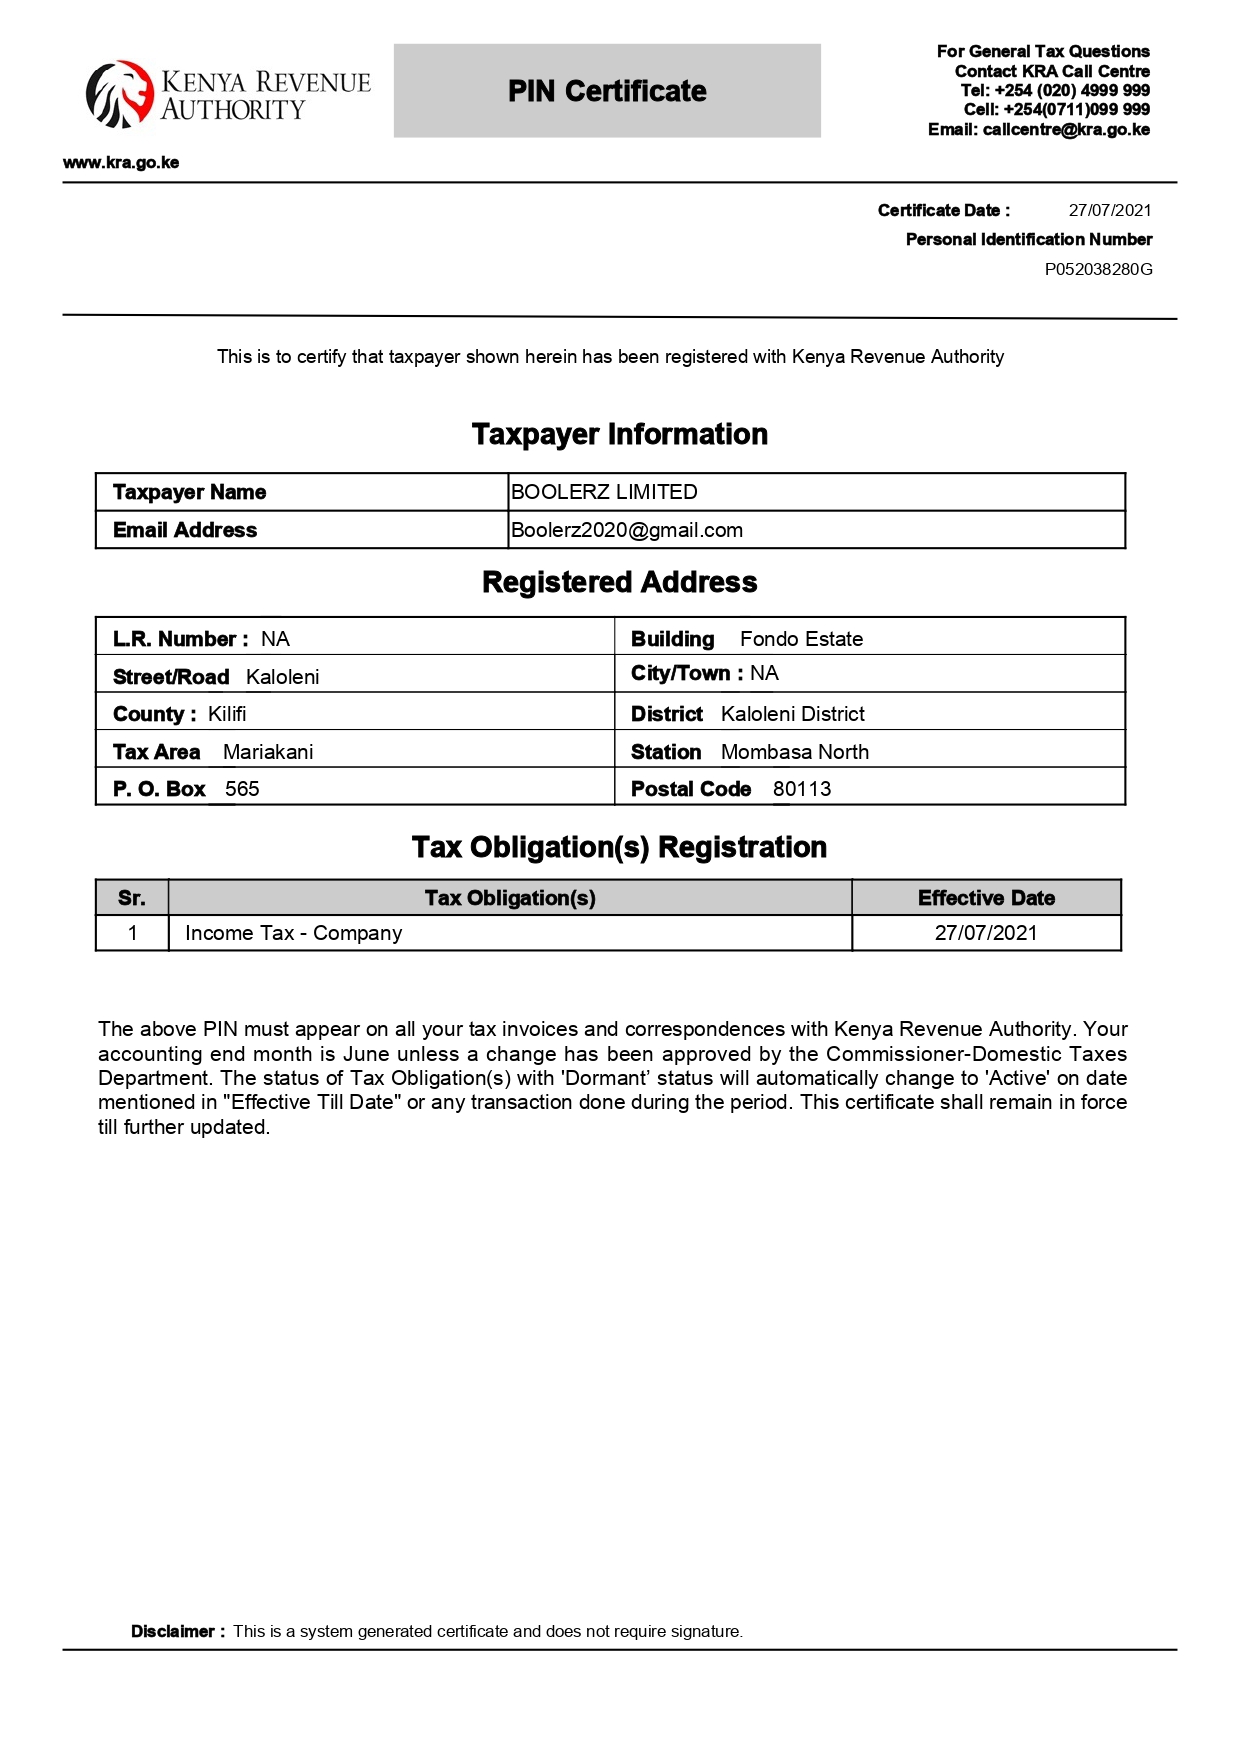 KENYA REVENUE
AUTHORITY
www.kra.go.ke
PIN Certificate
For General Tax Questions
Contact KRA Call Centre
Tel: +254 (020) 4999 999
Cell: +254(0711)099 999
Email: callcentre@kra.go.ke
Certificate Date : 27/07/2021
Personal Identification Number
P052038280G
This is to certify that taxpayer shown herein has been registered with Kenya Revenue Authority
Taxpayer Information
Taxpayer Name BOOLERZ LIMITED
Email Address Boolerz2020@gmail.com
Registered Address
L.R. Number : NA Building Fondo Estate
Street/Road Kaloleni City/Town : NA
County : Kilifi District Kaloleni District
Tax Area Mariakani Station Mombasa North
P. O. Box 565 Postal Code 80113
Tax Obligation(s) Registration
Sr. Tax Obligation(s) Effective Date
1 Income Tax - Company 27/07/2021
The above PIN must appear on all your tax invoices and correspondences with Kenya Revenue Authority. Your
accounting end month is June unless a change has been approved by the Commissioner-Domestic Taxes
Department. The status of Tax Obligation(s) with 'Dormant’ status will automatically change to 'Active' on date
mentioned in "Effective Till Date" or any transaction done during the period. This certificate shall remain in force
till further updated.
Disclaimer : This is a system generated certificate and does not require signature.